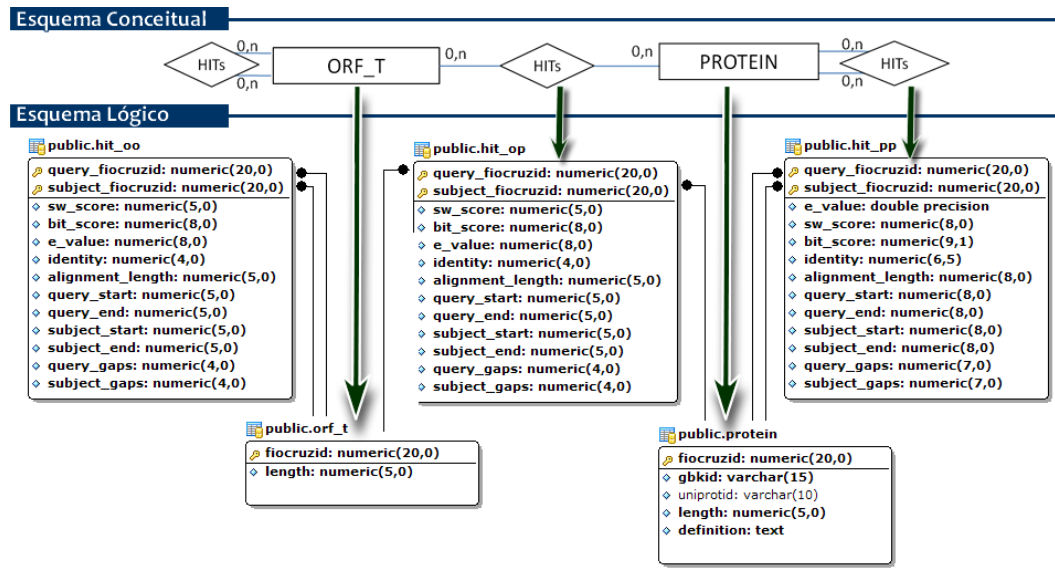 Esquema Conceitual
HITs
0,n
0,n
ORF_T
0,n
HITs
0,n
PROTEIN
0,n
0,n
HITs
Esquema Lógico
public.hit_oo
query_fiocruzid: numeric(20,0)
subject_fiocruzid: numeric(20,0)
sw_score: numeric(5,0)
bit_score: numeric(8,0)
e_value: numeric(8,0)
identity: numeric(4,0)
alignment_length: numeric(5,0)
query_start: numeric(5,0)
query_end: numeric(5,0)
subject_start: numeric(5,0)
subject_end: numeric(5,0)
query_gaps: numeric(4,0)
subject_gaps: numeric(4,0)
public.hit_op
query_fiocruzid: numeric(20,0)
subject_fiocruzid: numeric(20,0)
sw_score: numeric(5,0)
bit_score: numeric(8,0)
e_value: numeric(8,0)
identity: numeric(4,0)
alignment_length: numeric(5,0)
query_start: numeric(5,0)
query_end: numeric(5,0)
subject_start: numeric(5,0)
subject_end: numeric(5,0)
query_gaps: numeric(4,0)
subject_gaps: numeric(4,0)
public.hit_pp
query_fiocruzid: numeric(20,0)
subject_fiocruzid: numeric(20,0)
e_value: double precision
sw_score: numeric(8,0)
bit_score: numeric(9,1)
identity: numeric(6,5)
alignment_length: numeric(8,0)
query_start: numeric(8,0)
query_end: numeric(8,0)
subject_start: numeric(8,0)
subject_end: numeric(8,0)
query_gaps: numeric(7,0)
subject_gaps: numeric(7,0)
public.orf_t
fiocruzid: numeric(20,0)
length: numeric(5,0)
public.protein
fiocruzid: numeric(20,0)
gbkid: varchar(15)
uniprotid: varchar(10)
length: numeric(5,0)
definition: text